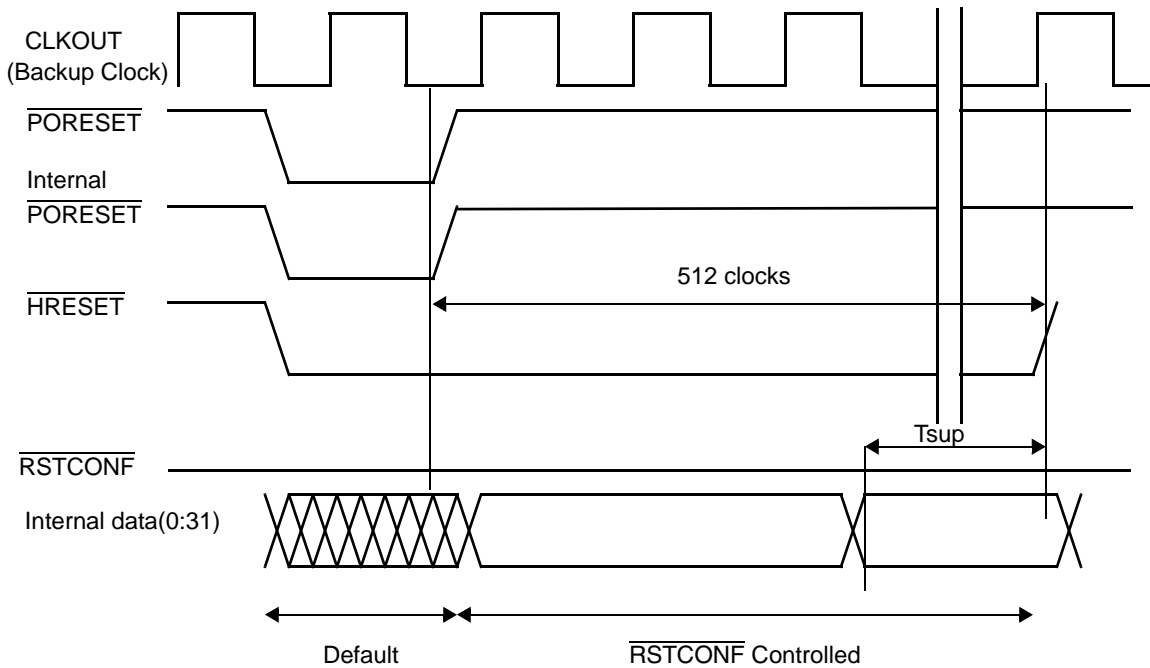 CLKOUT
(Backup Clock)
PORESET
Internal
PORESET
512 clocks
HRESET
Tsup
RSTCONF
Internal data(0:31)
Default
RSTCONF Controlled